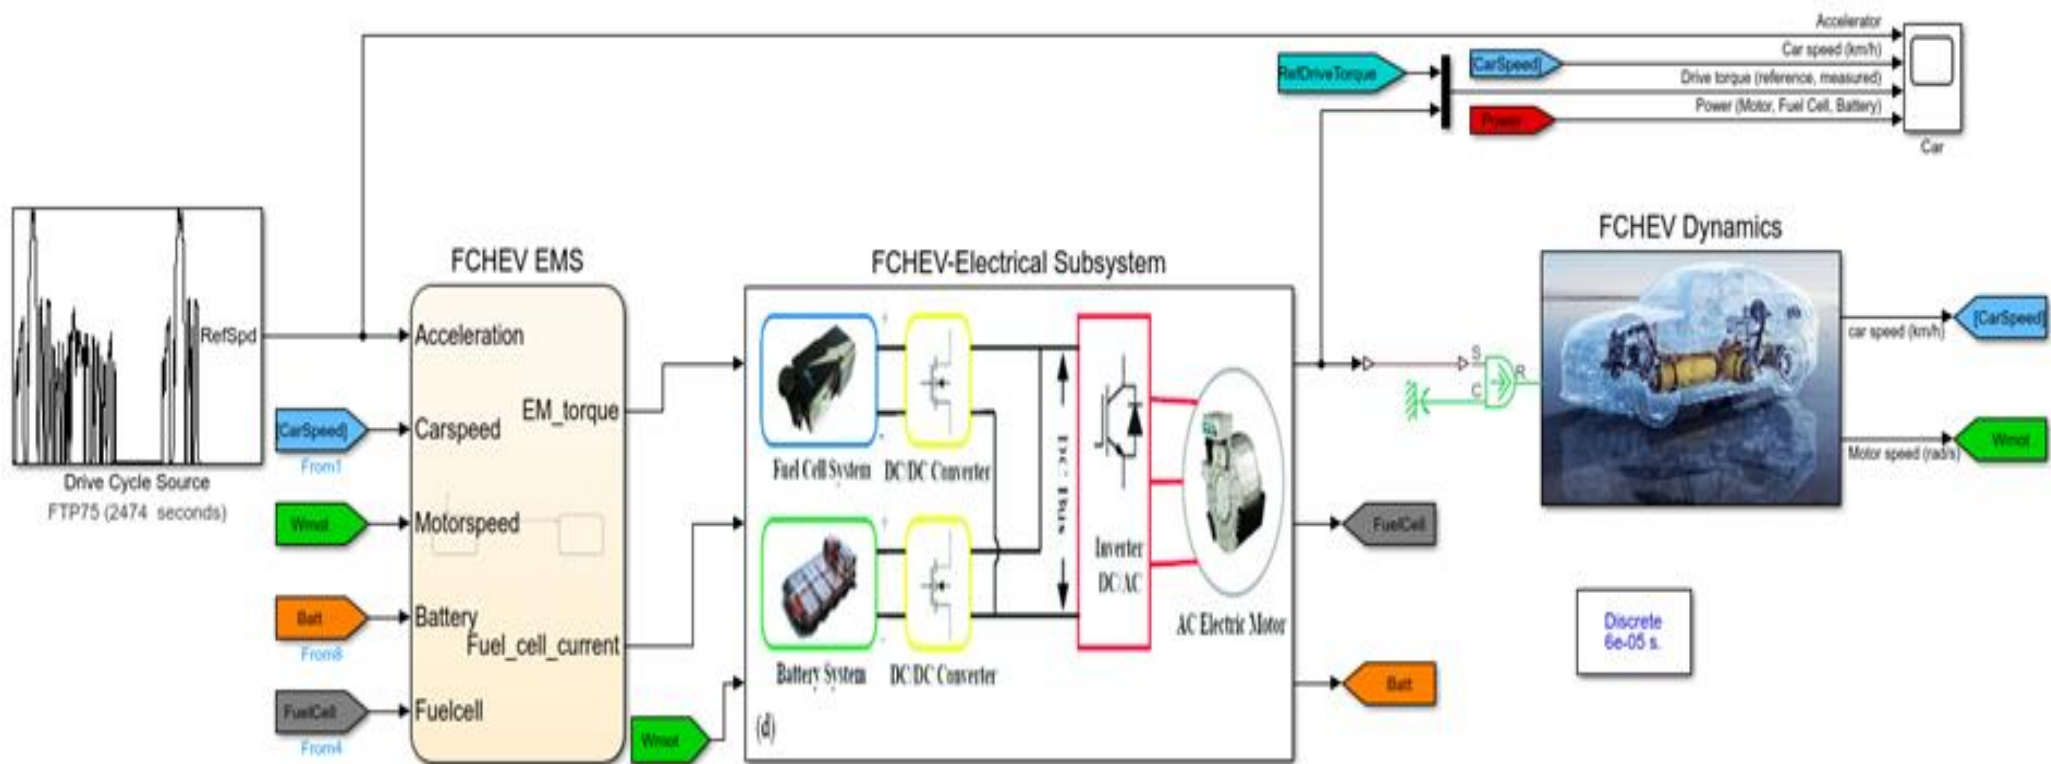 Accelerator
Car speed (km/h)
Drive torque (reference, measured)
Power (Motor, Fuel Cell, Battery)
RefDriveTorque
[CarSpeed]
Power
Car
RefSpd
Drive Cycle Source
FTP75 (2474 seconds)
[CarSpeed]
From1
Wmot
Batt
From8
FuelCell
From4
FCHEV EMS
Acceleration
Carspeed
Motorspeed
Battery
Fuelcell
EM_torque
Fuel_cell_current
Wmot
FCHEV-Electrical Subsystem
Fuel Cell System
DC/DC Converter
Battery System
DC/DC Converter
DC Bus
Inverter
DC/AC
AC Electric Motor
(d)
FuelCell
Batt
S
C
R
FCHEV Dynamics
car speed (km/h)
Motor speed (rad/s)
[CarSpeed]
Wmot
Discrete
6e-05 s.